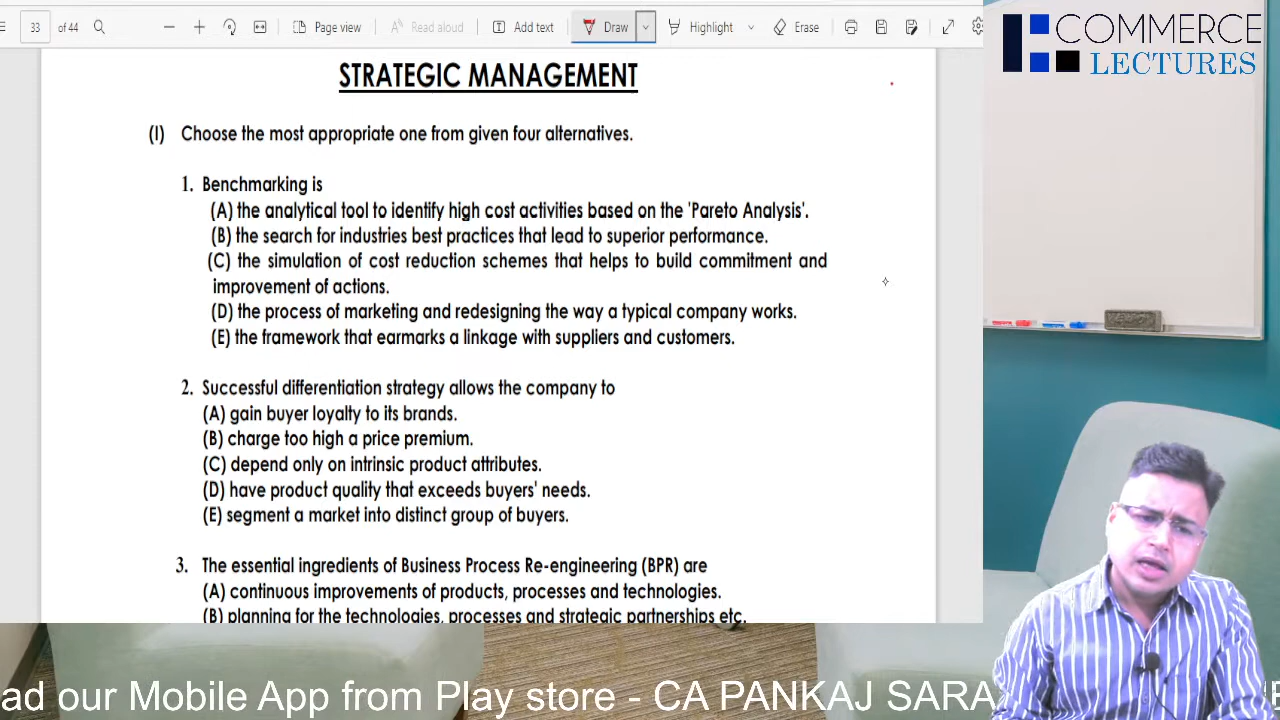 33 of 44 Page view Read aloud Add text Draw Highlight Erase
COMMERCE
LECTURES
STRATEGIC MANAGEMENT
(I) Choose the most appropriate one from given four alternatives.
1. Benchmarking is
(A) the analytical tool to identify high cost activities based on the 'Pareto Analysis'.
(B) the search for industries best practices that lead to superior performance.
(C) the simulation of cost reduction schemes that helps to build commitment and
improvement of actions.
(D) the process of marketing and redesigning the way a typical company works.
(E) the framework that earmarks a linkage with suppliers and customers.
2. Successful differentiation strategy allows the company to
(A) gain buyer loyalty to its brands.
(B) charge too high a price premium.
(C) depend only on intrinsic product attributes.
(D) have product quality that exceeds buyers' needs.
(E) segment a market into distinct group of buyers.
3. The essential ingredients of Business Process Re-engineering (BPR) are
(A) continuous improvements of products, processes and technologies.
(B) planning for the technologies, processes and strategic partnerships etc.
ad our Mobile App from Play store - CA PANKAJ SARA